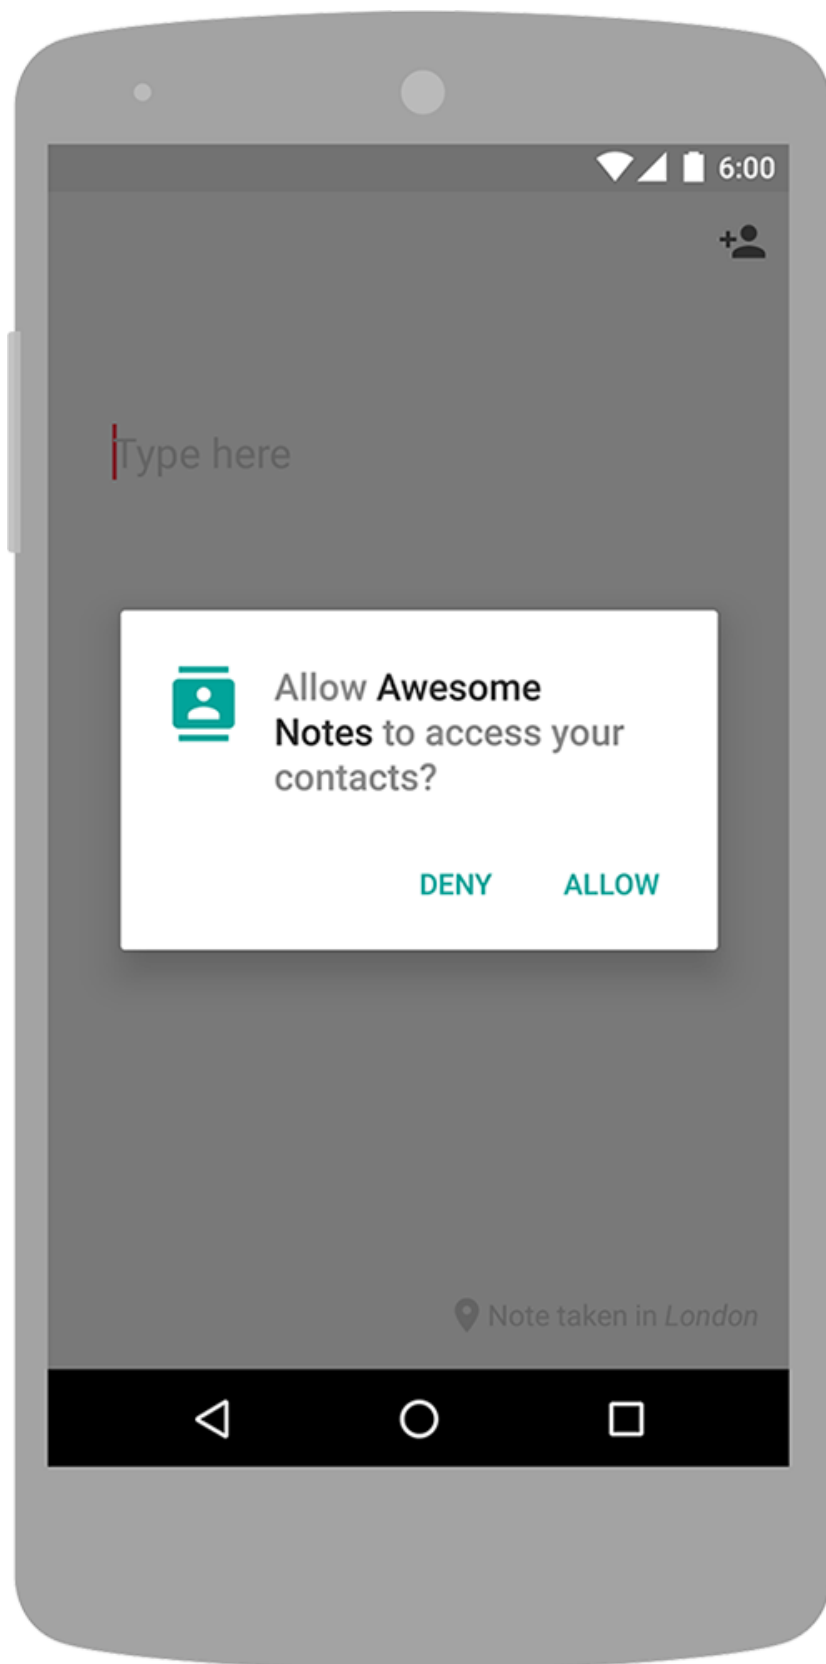 6:00
Type here
Allow Awesome
Notes to access your
contacts?
DENY ALLOW
Note taken in London